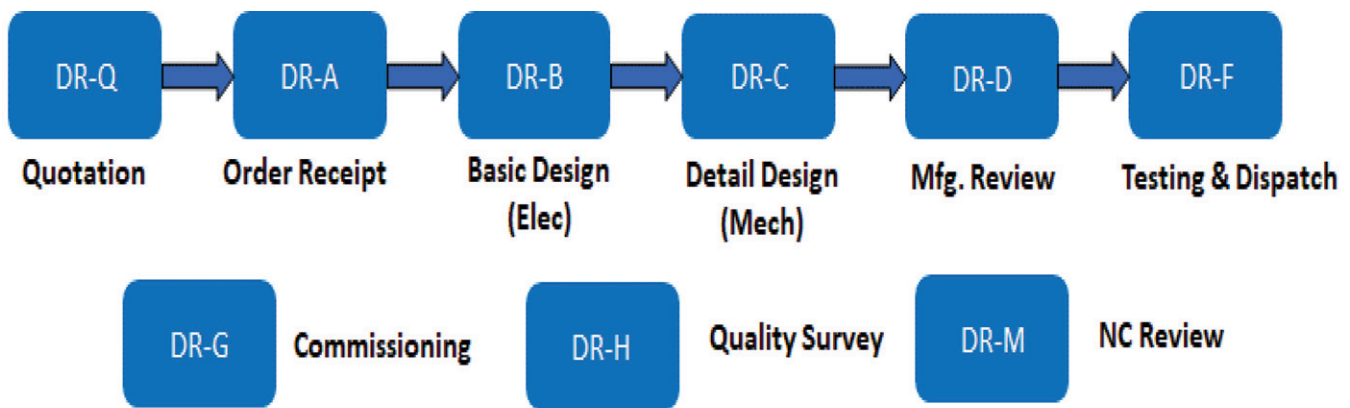 DR-Q
DR-A
DR-B
DR-C
DR-D
DR-F
Quotation
Order Receipt
Basic Design
(Elec)
Detail Design
(Mech)
Mfg. Review
Testing & Dispatch
DR-G
Commissioning
DR-H
Quality Survey
DR-M
NC Review